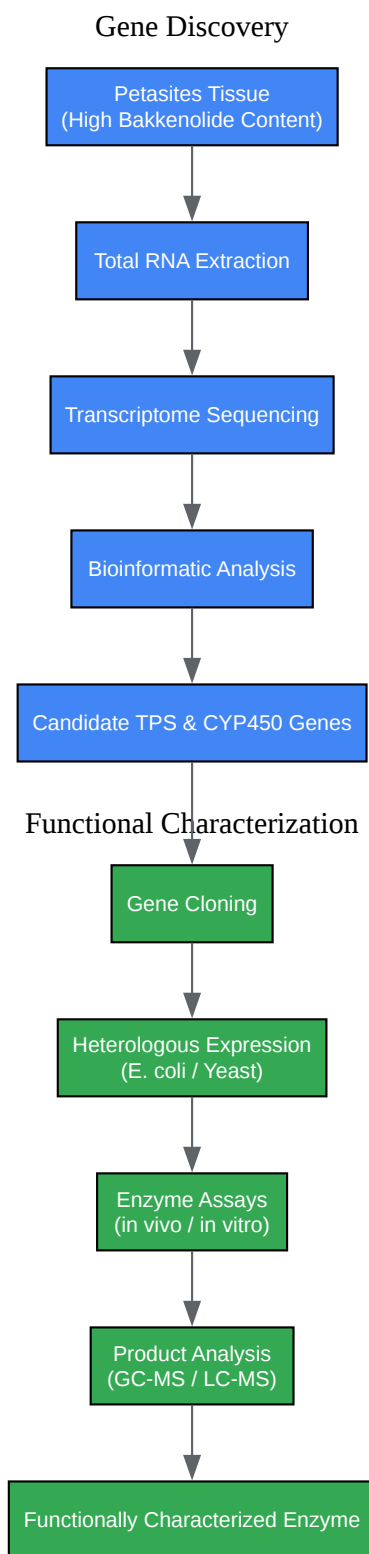 Gene Discovery
Petasites Tissue
(High Bakkenolide Content)
Total RNA Extraction
Transcriptome Sequencing
Bioinformatic Analysis
Candidate TPS & CYP450 Genes
Functional Characterization
Gene Cloning
Heterologous Expression
(E. coli / Yeast)
Enzyme Assays
(in vivo / in vitro)
Product Analysis
(GC-MS / LC-MS)
Functionally Characterized Enzyme